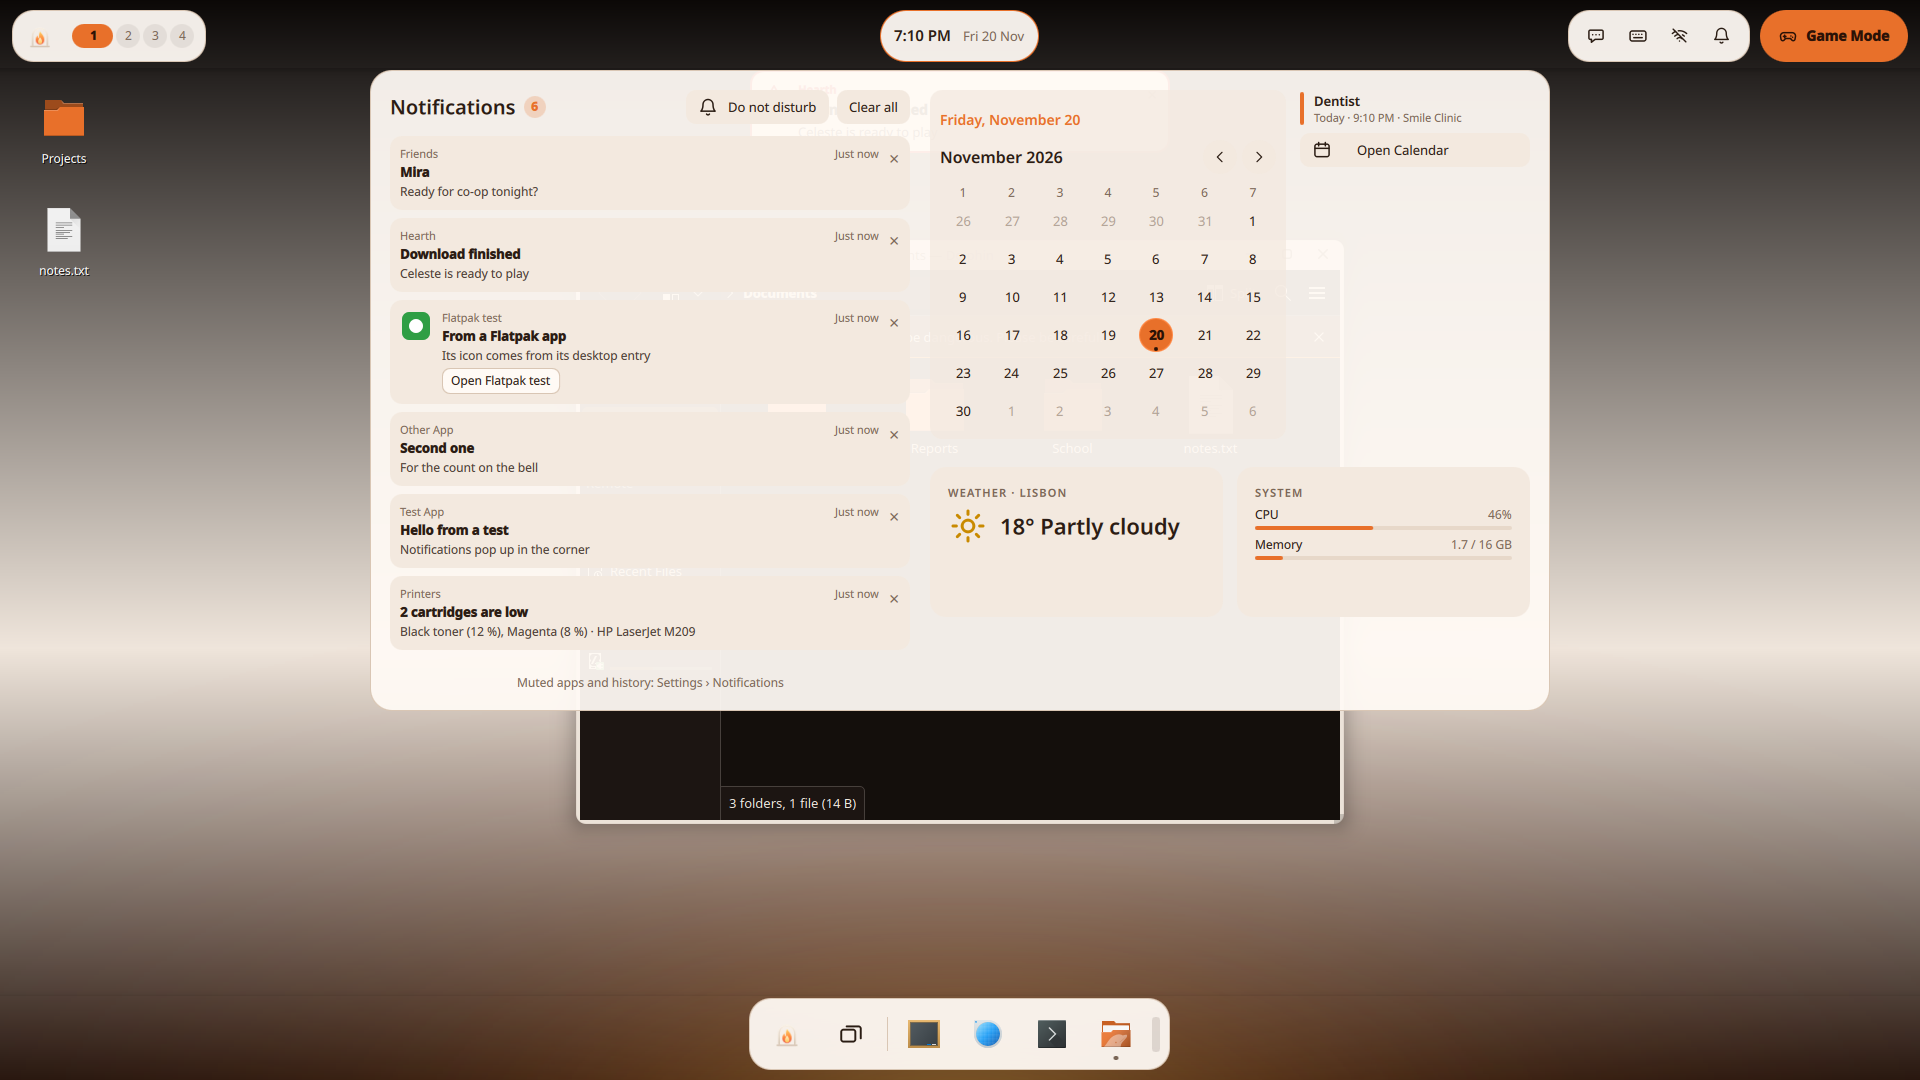 1 2 3 4
7:10 PM Fri 20 Nov
Game Mode
Projects
notes.txt
Notifications 6
Do not disturb
Clear all
Friends
Just now
Mira
Ready for co-op tonight?
Hearth
Just now
Download finished
Celeste is ready to play
Flatpak test
Just now
From a Flatpak app
Its icon comes from its desktop entry
Open Flatpak test
Other App
Just now
Second one
For the count on the bell
Test App
Just now
Hello from a test
Notifications pop up in the corner
Recent Files
Printers
Just now
2 cartridges are low
Black toner (12 %), Magenta (8 %) · HP LaserJet M209
Muted apps and history: Settings › Notifications
Friday, November 20
November 2026
1 2 3 4 5 6 7
26 27 28 29 30 31 1
2 3 4 5 6 7 8
9 10 11 12 13 14 15
16 17 18 19 20 21 22
23 24 25 26 27 28 29
30 1 2 3 4 5 6
Reports School notes.txt
Dentist
Today · 9:10 PM · Smile Clinic
Open Calendar
WEATHER · LISBON
18° Partly cloudy
SYSTEM
CPU 46%
Memory 1.7 / 16 GB
Documents
3 folders, 1 file (14 B)